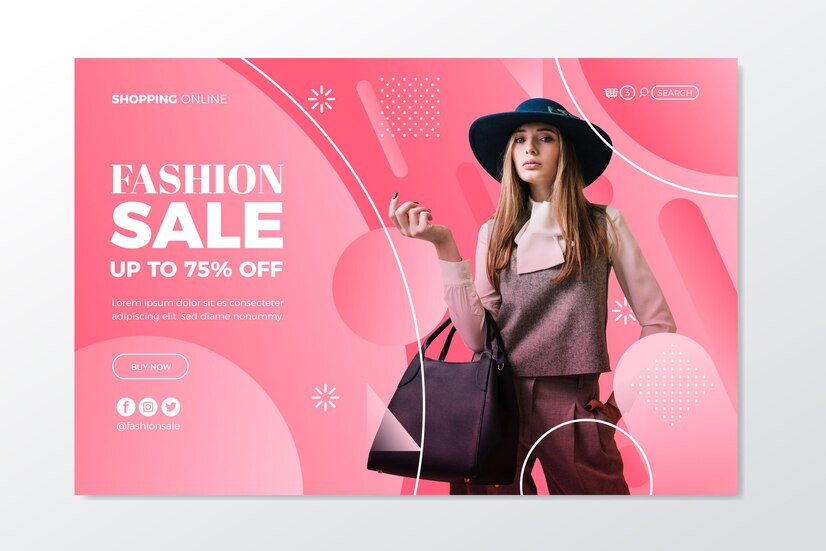 SHOPPING ONLINE
3 SEARCH
FASHION
SALE
UP TO 75% OFF
Lorem ipsum dolor sit amet, consecteter
adipiscing elit, sed diame nonummy.
BUY NOW
@fashionsale